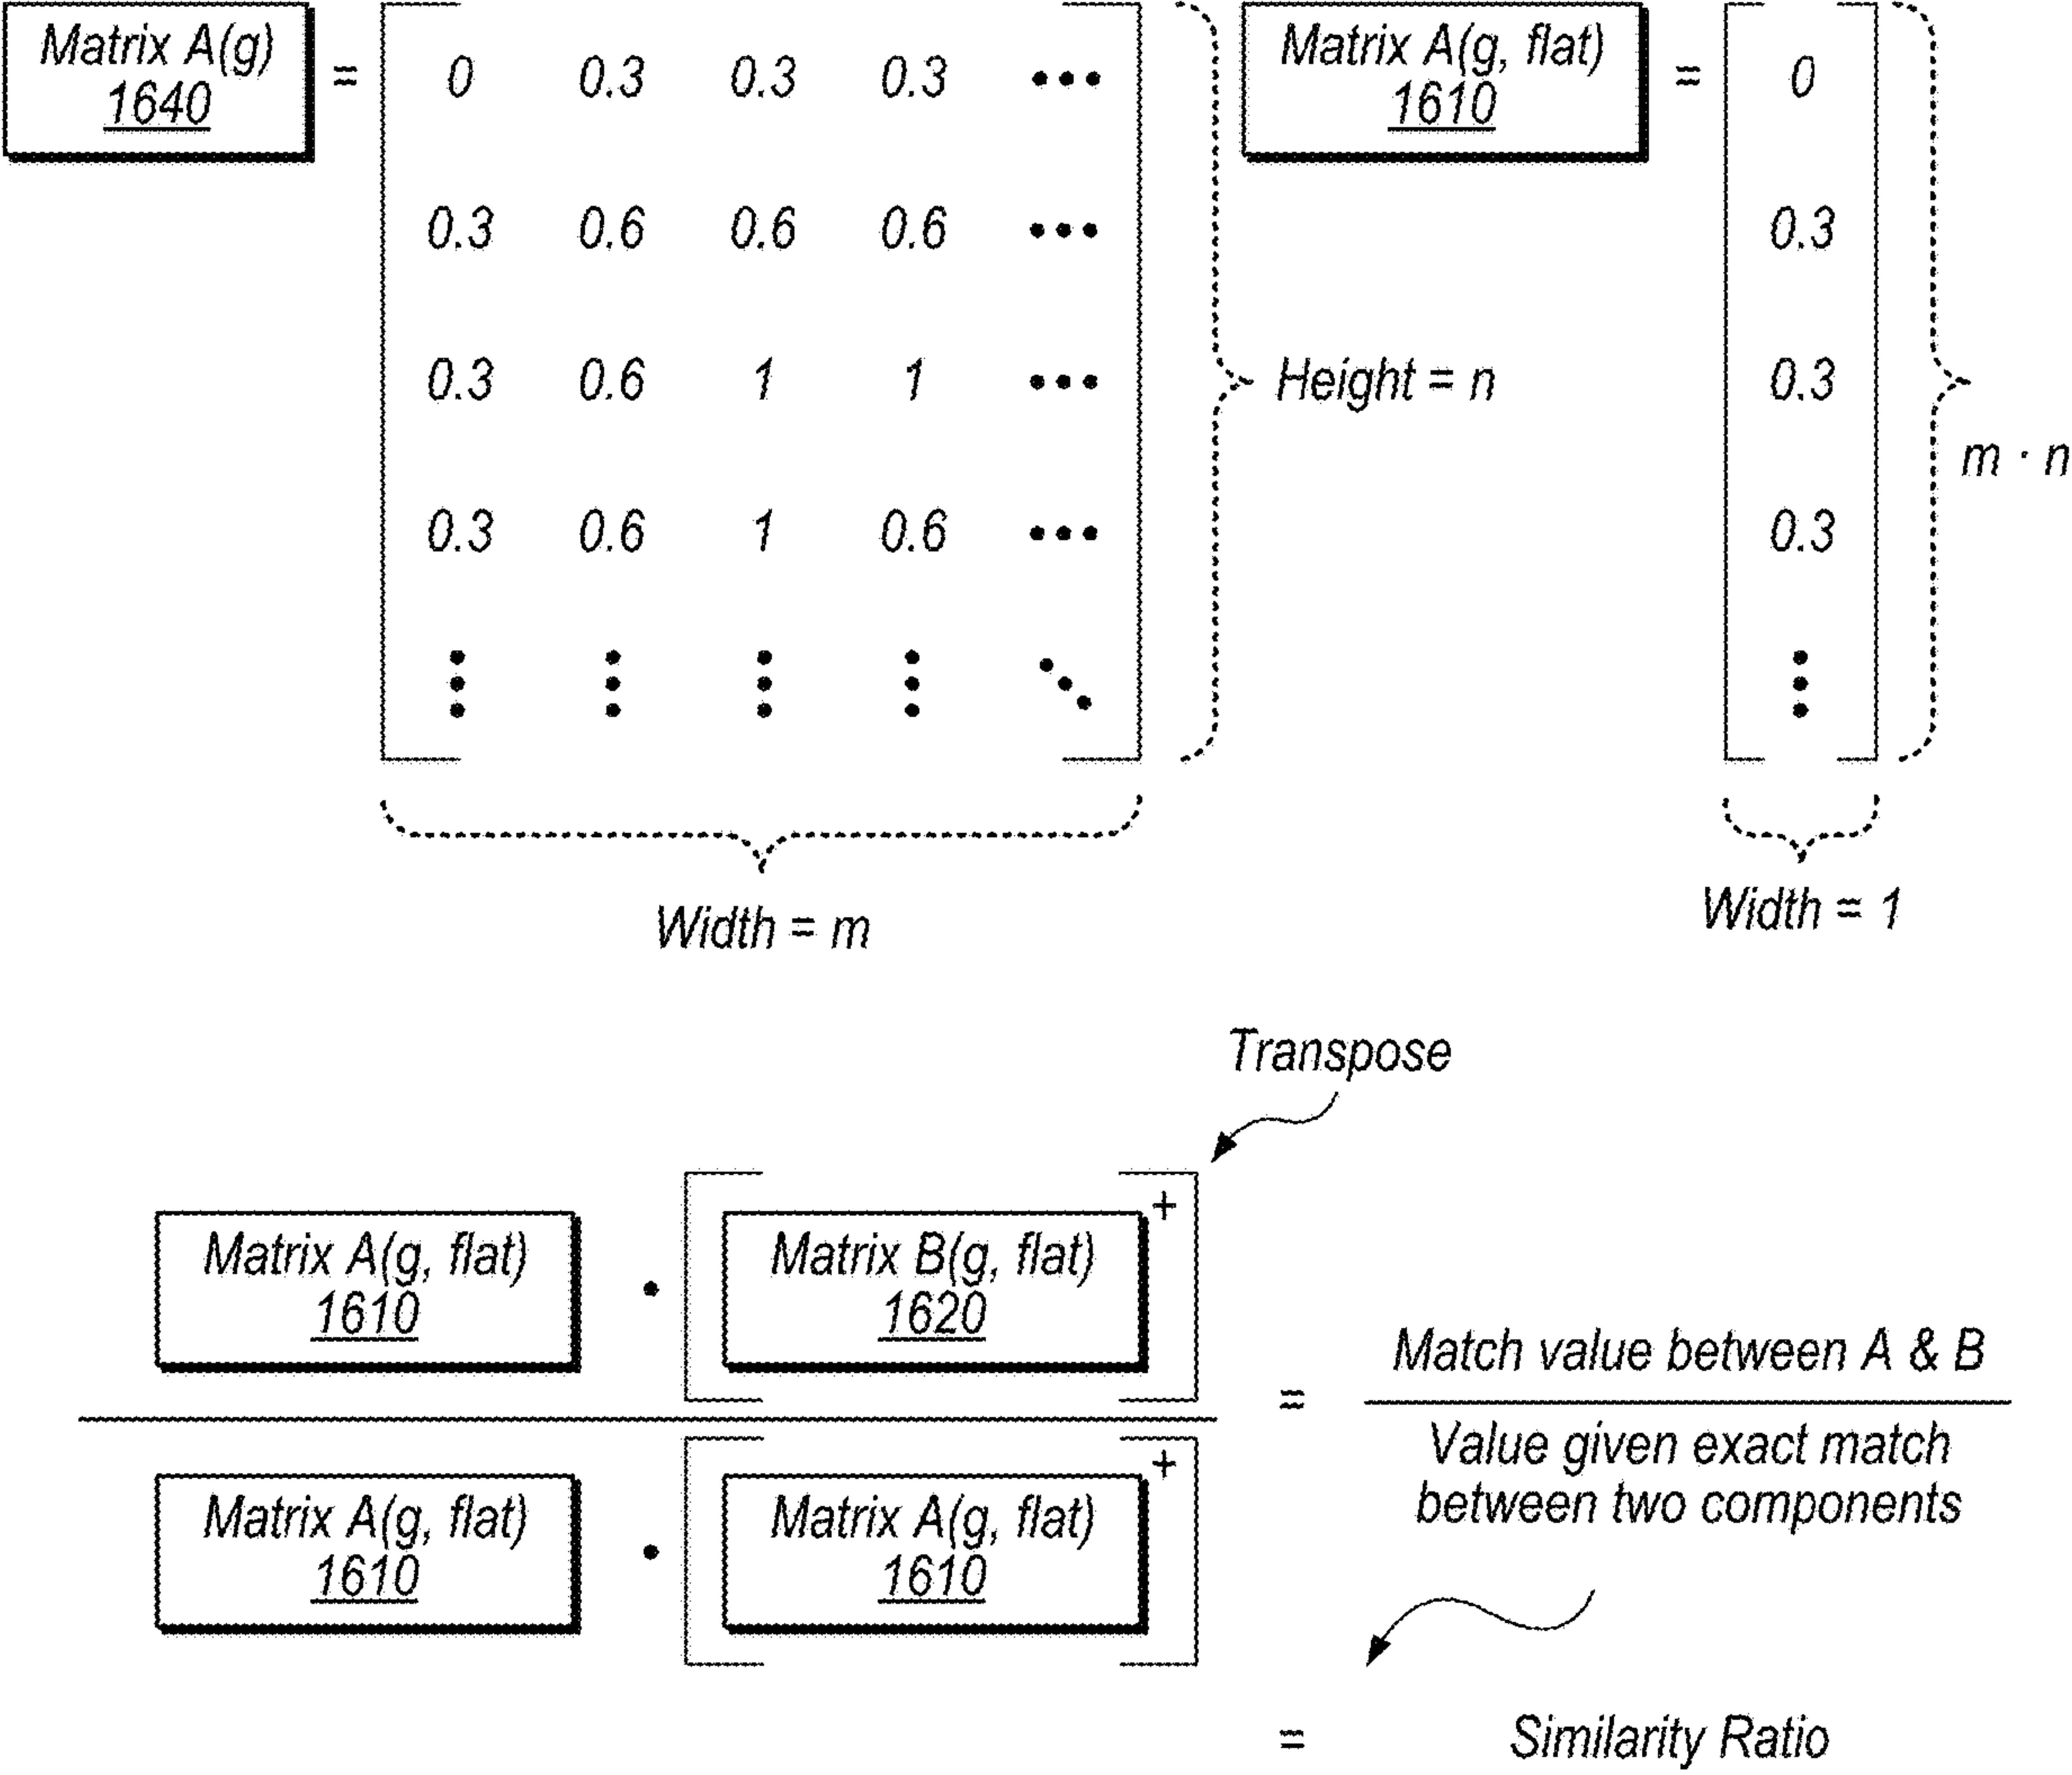 Matrix A(g)
1640
=
0 0.3 0.3 0.3 •••
0.3 0.6 0.6 0.6 •••
0.3 0.6 1 1 •••
0.3 0.6 1 0.6 •••
Height = n
Width = m
Matrix A(g, flat)
1610
=
0
0.3
0.3
0.3
m · n
Width = 1
Transpose
Matrix A(g, flat)
1610
•
Matrix B(g, flat)
1620
+
Matrix A(g, flat)
1610
•
Matrix A(g, flat)
1610
+
=
Match value between A & B
Value given exact match
between two components
= Similarity Ratio